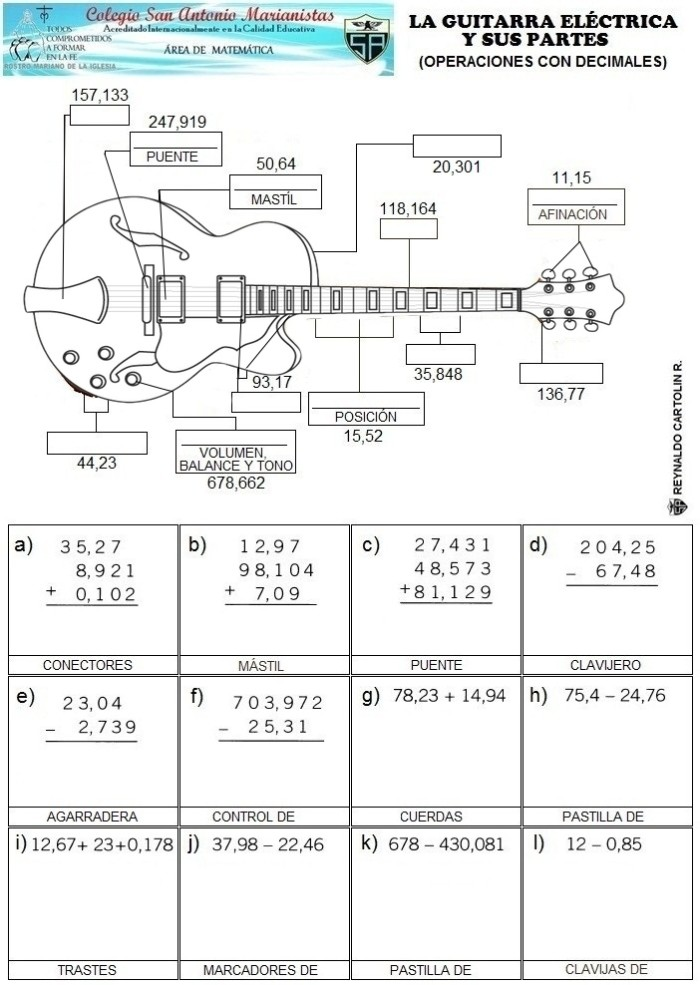 Colegio San Antonio Marianistas
Acreditado Internacionalmente en la Calidad Educativa
TODOS
COMPROMETIDOS
A FORMAR
EN LA FE
ROSTRO MARIANO DE LA IGLESIA...
ÁREA DE MATEMÁTICA
SA
LA GUITARRA ELÉCTRICA
Y SUS PARTES
(OPERACIONES CON DECIMALES)
157,133
247,919
PUENTE
50,64
MASTÍL
20,301
11,15
AFINACIÓN
118,164
93,17
35,848
136,77
POSICIÓN
15,52
44,23
VOLUMEN,
BALANCE Y TONO
678,662
REYNALDO CARTOLIN R.
a) 35,27
8,921
+ 0,102
CONECTORES
b) 12,97
98,104
+ 7,09
MÁSTIL
c) 27,431
48,573
+ 81,129
PUENTE
d) 204,25
– 67,48
CLAVIJERO
e) 23,04
– 2,739
AGARRADERA
f) 703,972
– 25,31
CONTROL DE
g) 78,23 + 14,94
CUERDAS
h) 75,4 – 24,76
PASTILLA DE
i) 12,67+ 23+0,178
TRASTES
j) 37,98 – 22,46
MARCADORES DE
k) 678 – 430,081
PASTILLA DE
l) 12 – 0,85
CLAVIJAS DE